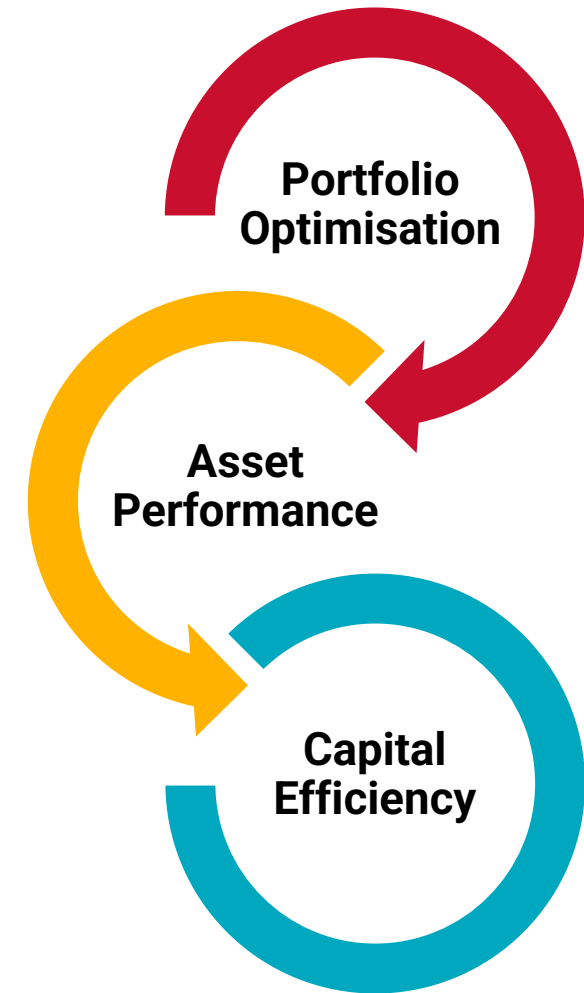 Portfolio
Optimisation
Asset
Performance
Capital
Efficiency